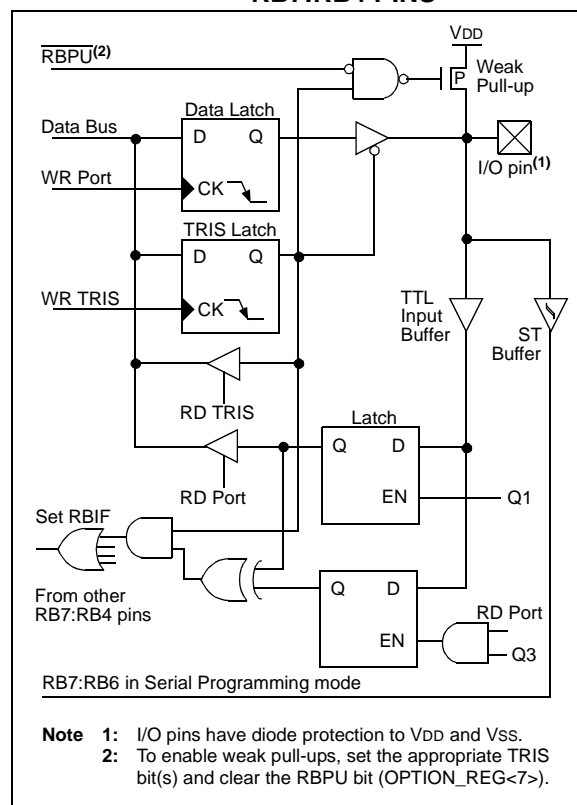 RB7:RB4 PINS
VDD
RBPU(2)
P
Weak
Pull-up
Data Latch
Data Bus
D
Q
I/O pin(1)
WR Port
CK
TRIS Latch
D
Q
WR TRIS
CK
TTL
Input
Buffer
ST
Buffer
RD TRIS
Latch
Q
D
RD Port
EN
Q1
Set RBIF
Q
D
RD Port
From other
RB7:RB4 pins
EN
Q3
RB7:RB6 in Serial Programming mode
Note 1: I/O pins have diode protection to VDD and VSS.
2: To enable weak pull-ups, set the appropriate TRIS
bit(s) and clear the RBPU bit (OPTION_REG<7>).